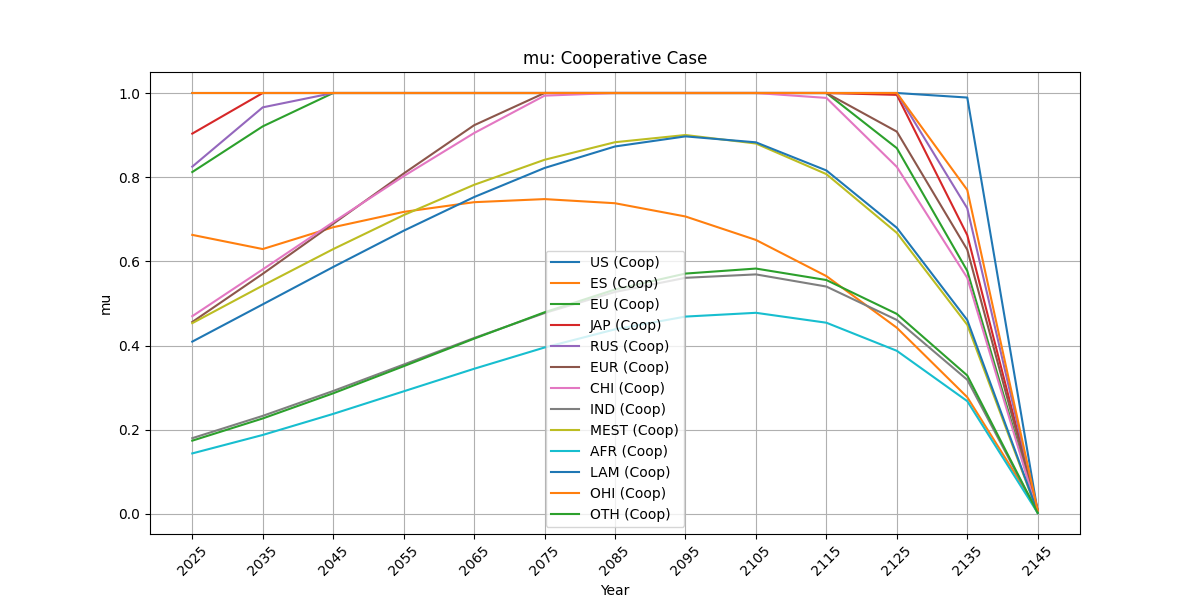 mu: Cooperative Case
mu
1.0
0.8
0.6
0.4
0.2
0.0
US (Coop)
ES (Coop)
EU (Coop)
JAP (Coop)
RUS (Coop)
EUR (Coop)
CHI (Coop)
IND (Coop)
MEST (Coop)
AFR (Coop)
LAM (Coop)
OHI (Coop)
OTH (Coop)
2025 2035 2045 2055 2065 2075 2085 2095 2105 2115 2125 2135 2145
Year